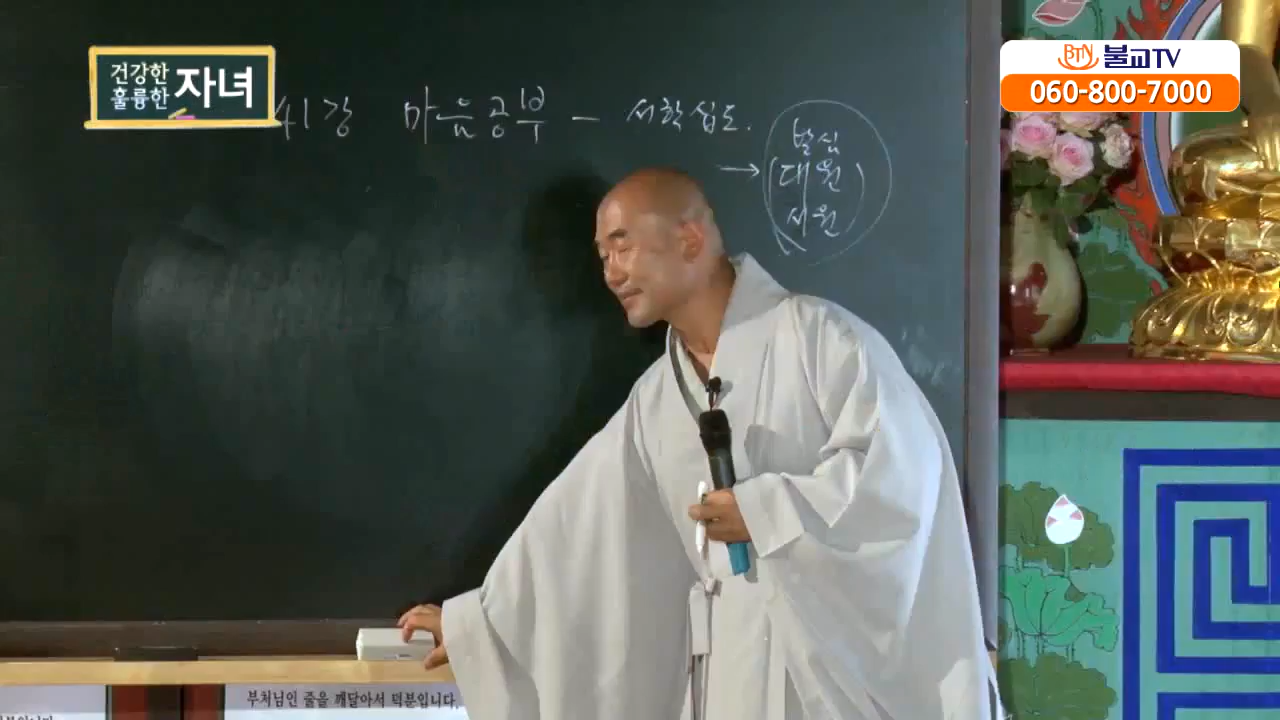 건강한
훌륭한 자녀
BTN 불교TV
060-800-7000
41강 마음공부 - 서학십도.
발심
→ (대원)
서원
부처님인 줄을 깨달아서 덕분입니다,